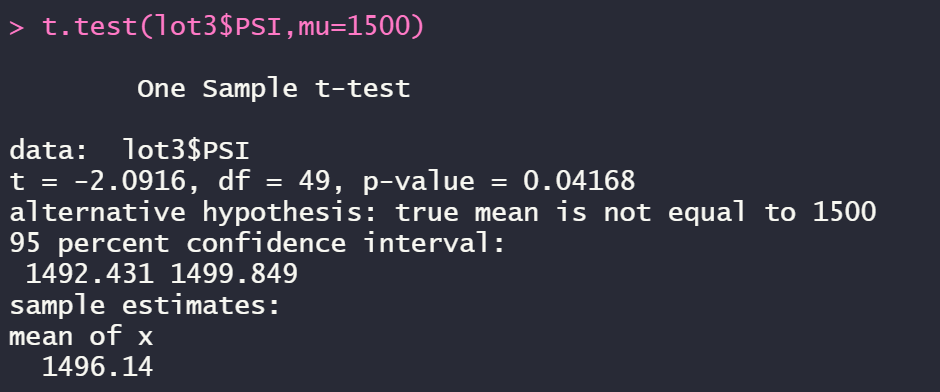 > t.test(lot3$PSI,mu=1500)
One Sample t-test
data:  lot3$PSI
t = -2.0916, df = 49, p-value = 0.04168
alternative hypothesis: true mean is not equal to 1500
95 percent confidence interval:
 1492.431 1499.849
sample estimates:
mean of x
  1496.14